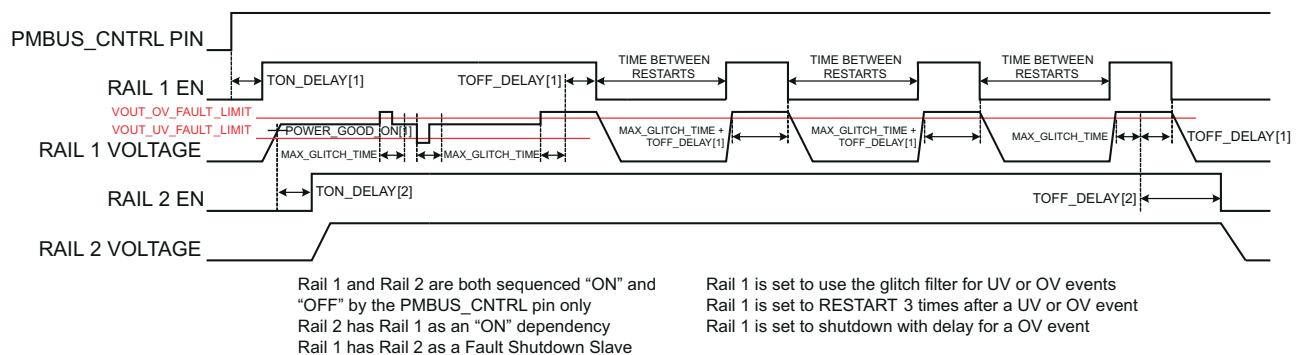 PMBUS_CNTRL PIN
RAIL 1 EN
TON_DELAY[1]
TOFF_DELAY[1]
TIME BETWEEN
RESTARTS
TIME BETWEEN
RESTARTS
TIME BETWEEN
RESTARTS
VOUT_OV_FAULT_LIMIT
VOUT_UV_FAULT_LIMIT
POWER_GOOD_ON[1]
RAIL 1 VOLTAGE
MAX_GLITCH_TIME
MAX_GLITCH_TIME
MAX_GLITCH_TIME +
TOFF_DELAY[1]
MAX_GLITCH_TIME +
TOFF_DELAY[1]
MAX_GLITCH_TIME
TOFF_DELAY[1]
RAIL 2 EN
TON_DELAY[2]
TOFF_DELAY[2]
RAIL 2 VOLTAGE
Rail 1 and Rail 2 are both sequenced “ON” and
“OFF” by the PMBUS_CNTRL pin only
Rail 2 has Rail 1 as an “ON” dependency
Rail 1 has Rail 2 as a Fault Shutdown Slave
Rail 1 is set to use the glitch filter for UV or OV events
Rail 1 is set to RESTART 3 times after a UV or OV event
Rail 1 is set to shutdown with delay for a OV event